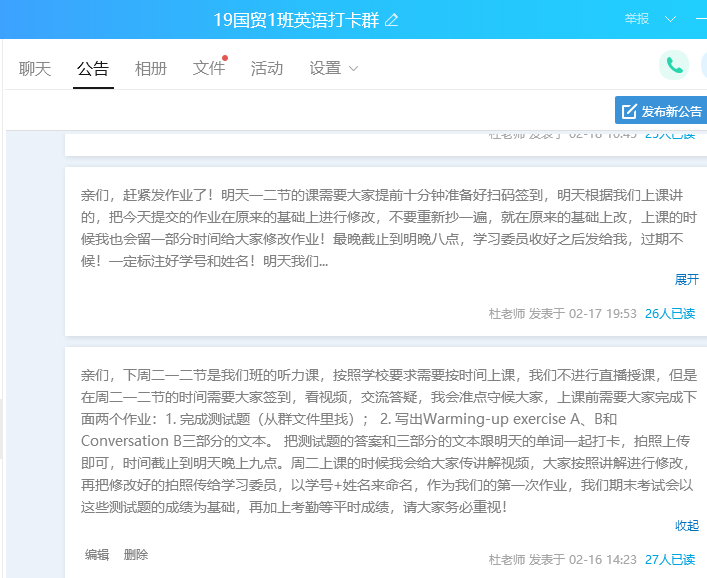 19国贸1班英语打卡群
举报
聊天 公告 相册 文件 活动 设置
发布新公告
杜老师 发表于 02-18 16:45 25人已读
亲们，赶紧发作业了！明天一二节的课需要大家提前十分钟准备好扫码签到，明天根据我们上课讲
的，把今天提交的作业在原来的基础上进行修改，不要重新抄一遍，就在原来的基础上改，上课的时
候我也会留一部分时间给大家修改作业！最晚截止到明晚八点，学习委员收好之后发给我，过期不
候！一定标注好学号和姓名！明天我们...
展开
杜老师 发表于 02-17 19:53 26人已读
亲们，下周二一二节是我们班的听力课，按照学校要求需要按时间上课，我们不进行直播授课，但是
在周二一二节的时间需要大家签到，看视频，交流答疑，我会准点守候大家，上课前需要大家完成下
面两个作业：1. 完成测试题（从群文件里找）； 2. 写出Warming-up exercise A、B和
Conversation B三部分的文本。 把测试题的答案和三部分的文本跟明天的单词一起打卡，拍照上传
即可，时间截止到明天晚上九点。周二上课的时候我会给大家传讲解视频，大家按照讲解进行修改，
再把修改好的拍照传给学习委员，以学号+姓名来命名，作为我们的第一次作业，我们期末考试会以
这些测试题的成绩为基础，再加上考勤等平时成绩，请大家务必重视！
收起
编辑 删除
杜老师 发表于 02-16 14:23 27人已读